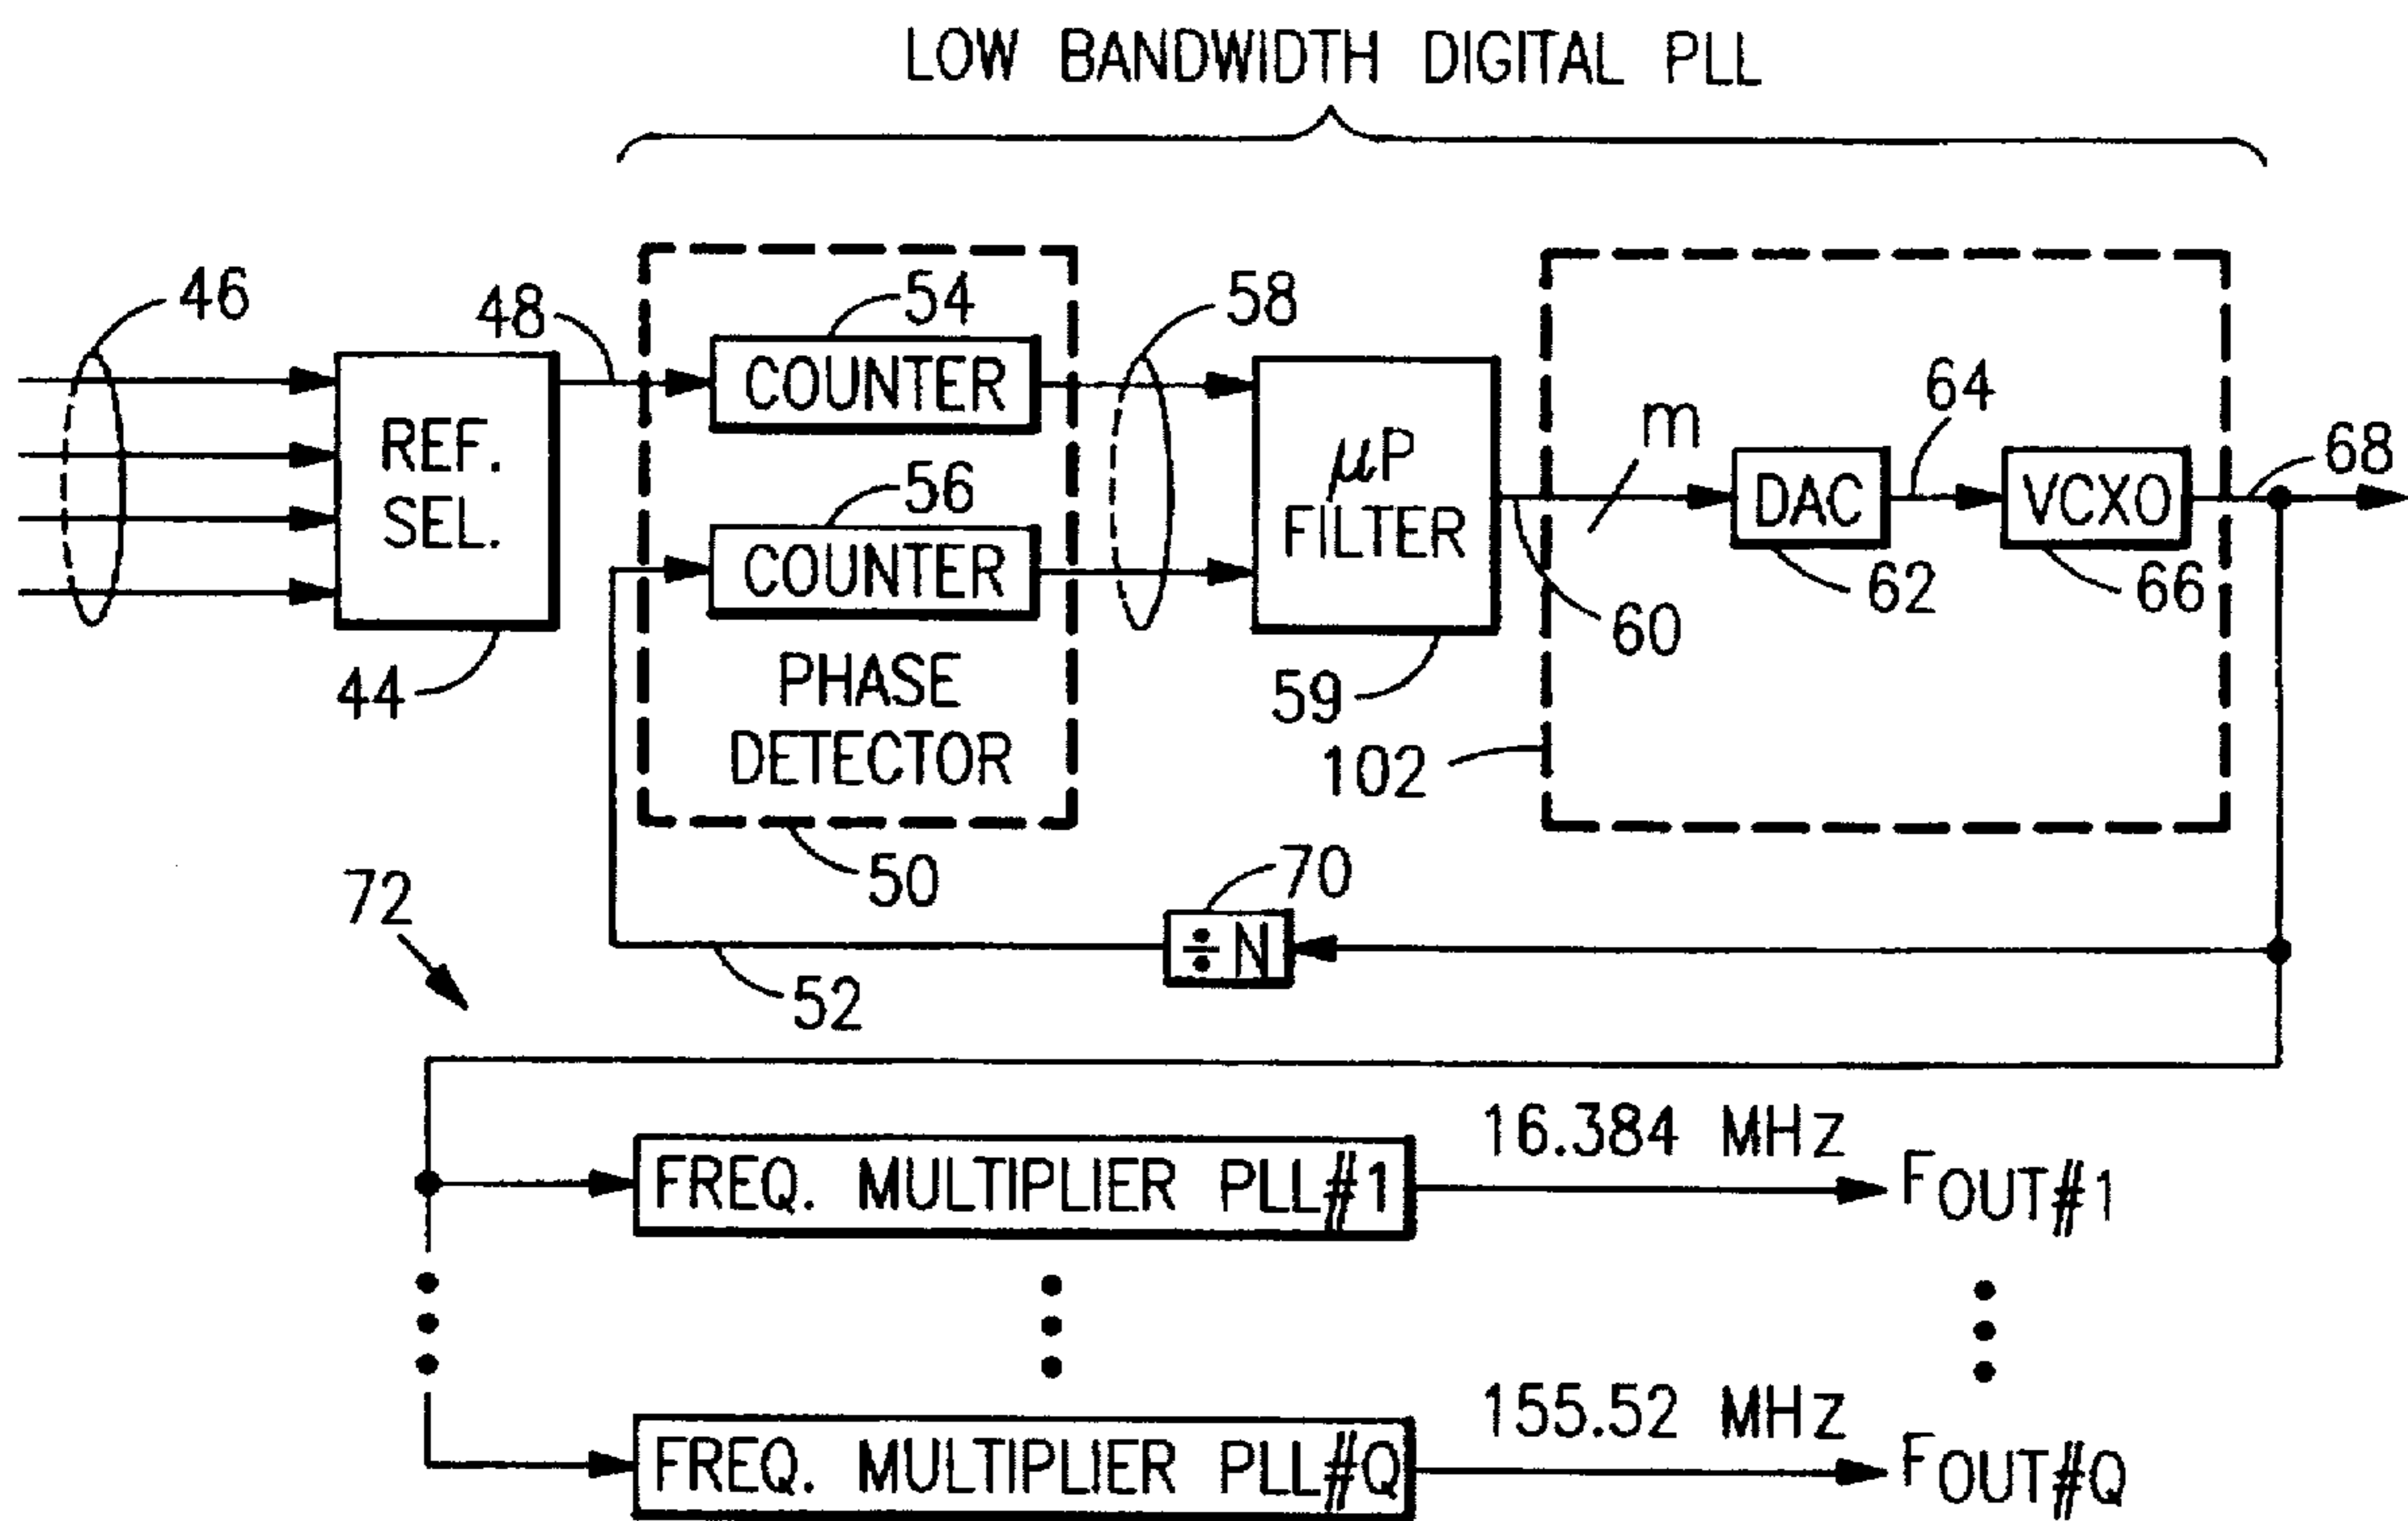 LOW BANDWIDTH DIGITAL PLL
46
48
54
58
COUNTER
REF.
SEL.
56
COUNTER
μP
FILTER
m
64
DAC
VCXO
68
62
66
60
44
PHASE
DETECTOR
59
102
50
70
72
÷N
52
FREQ. MULTIPLIER PLL#1
16.384 MHz
FOUT#1
FREQ. MULTIPLIER PLL#Q
155.52 MHz
FOUT#Q